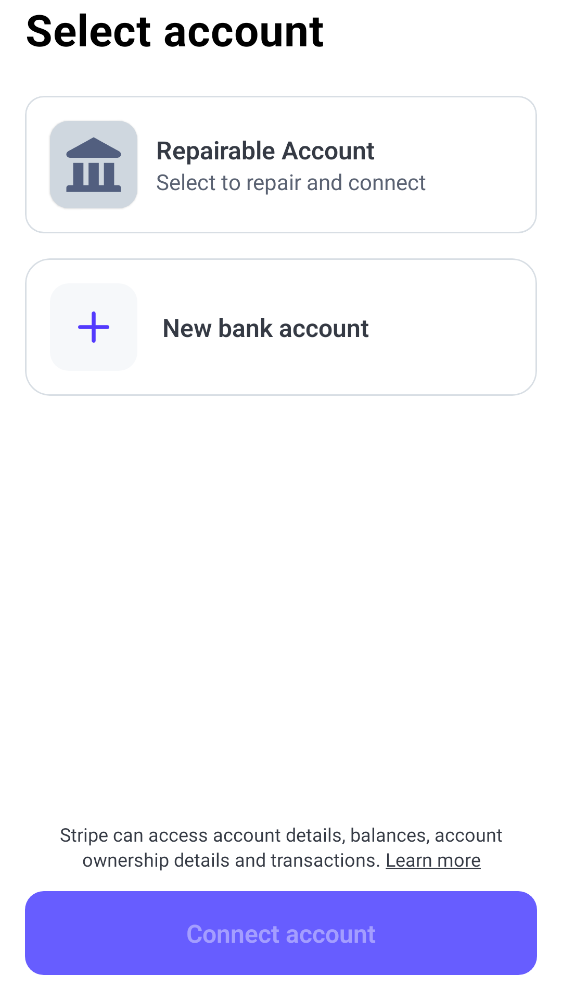 Select account
Repairable Account
Select to repair and connect
New bank account
Stripe can access account details, balances, account
ownership details and transactions. Learn more
Connect account